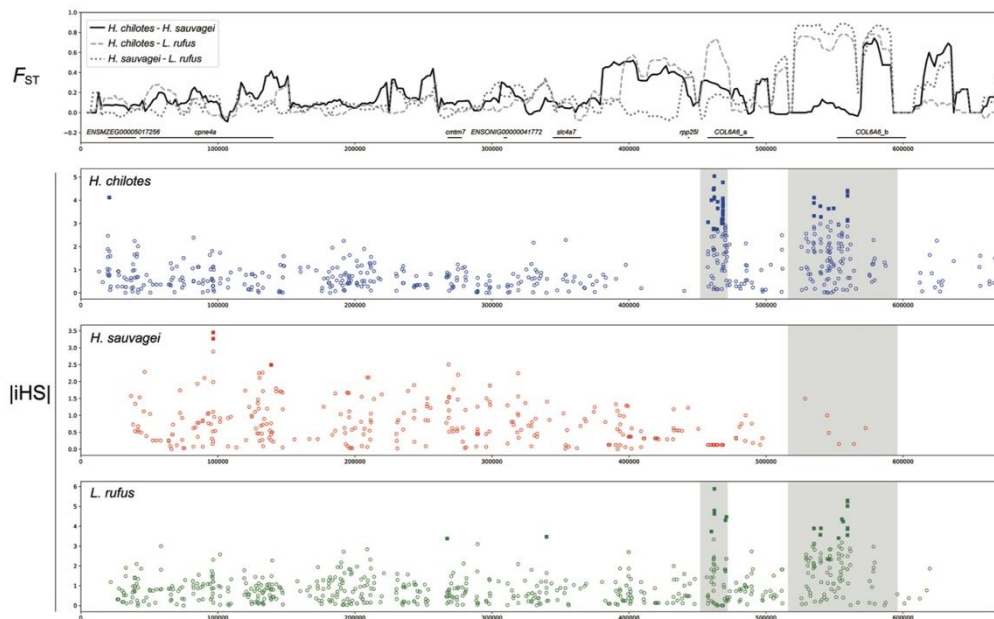 1.0
0.8
0.6
0.4
0.2
0.0
−0.2
FST
H. chilotes - H. sauvagei
H. chilotes - L. rufus
H. sauvagei - L. rufus
ENSMZEG00005017256 cpne4a cmtm7 ENSONIG00000041772 slc4a7 rpp25l COL6A6_a COL6A6_b
0 100000 200000 300000 400000 500000 600000
|iHS|
H. chilotes
5
4
3
2
1
0
0 100000 200000 300000 400000 500000 600000
H. sauvagei
3.5
3.0
2.5
2.0
1.5
1.0
0.5
0.0
0 100000 200000 300000 400000 500000 600000
L. rufus
6
5
4
3
2
1
0
0 100000 200000 300000 400000 500000 600000